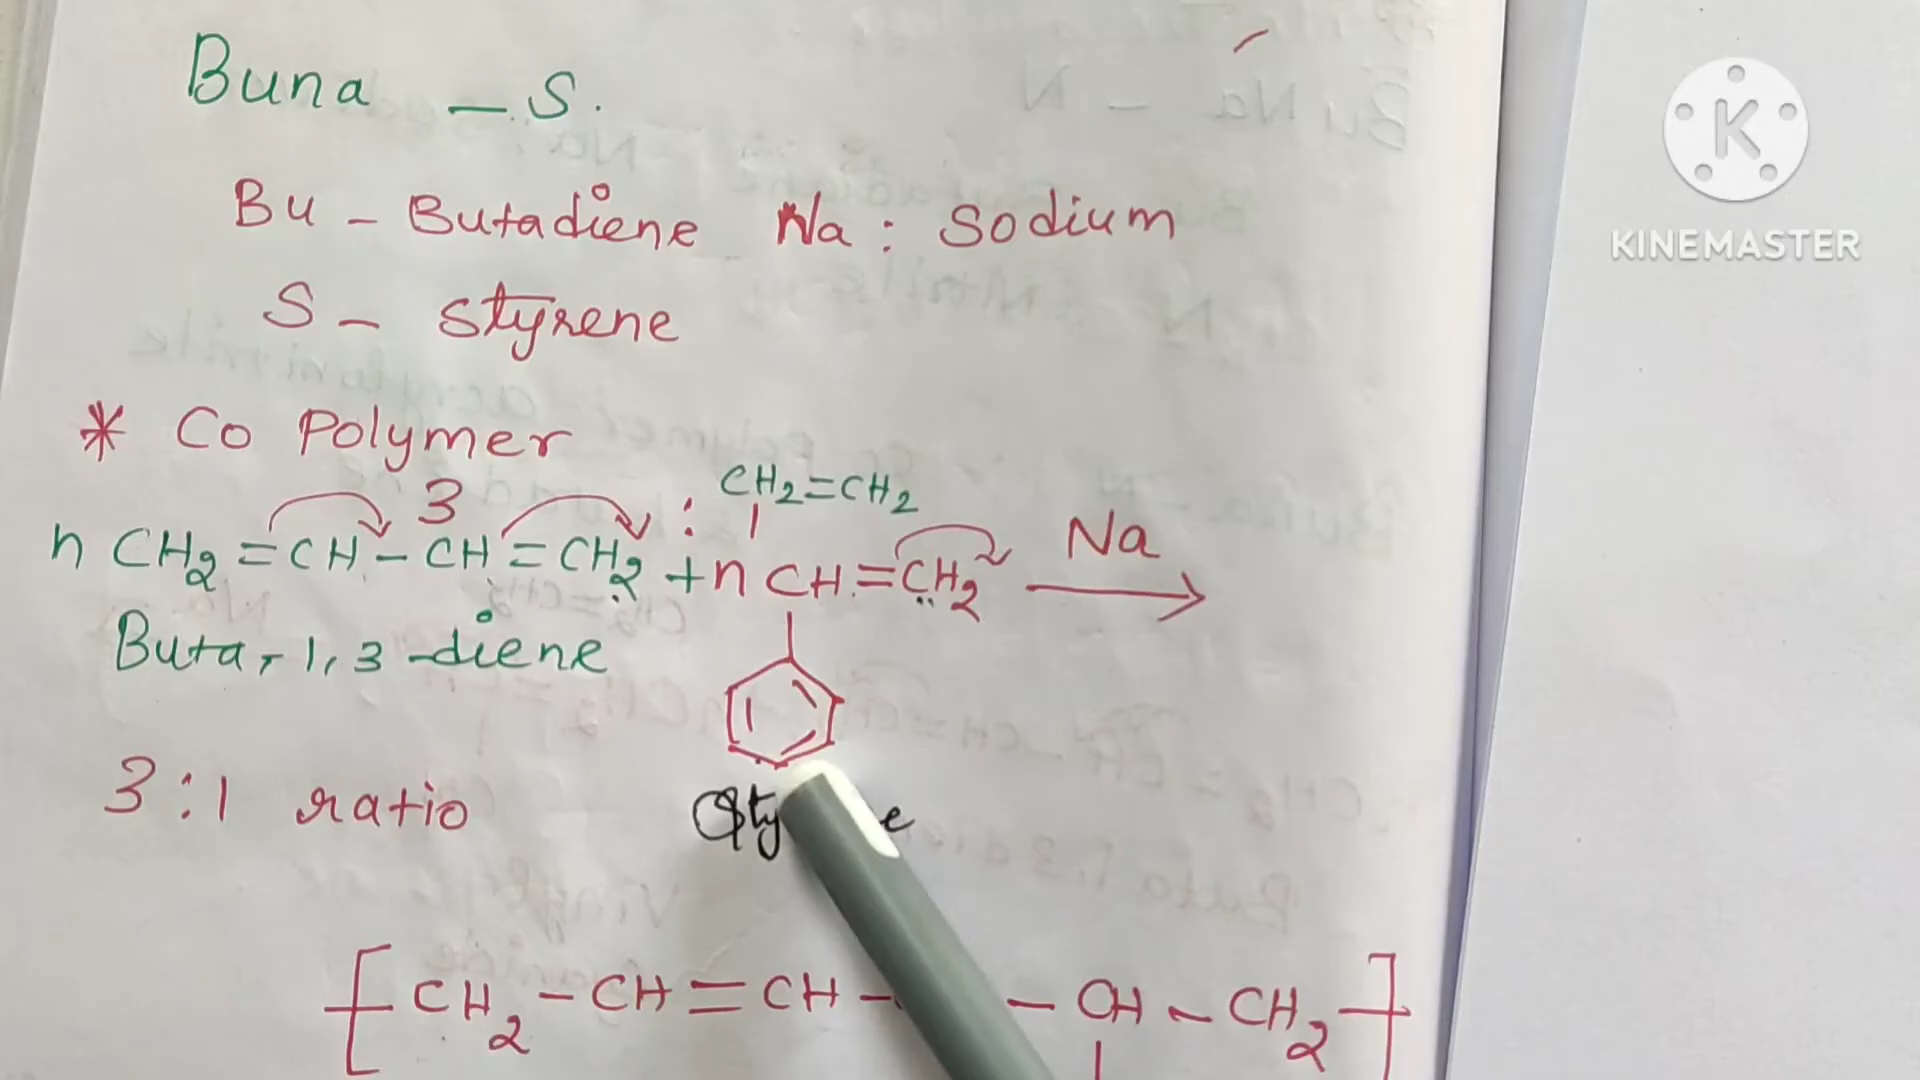 Buna - S.
Bu - Butadiene Na : Sodium
S - Styrene
* Co Polymer
3 : CH2=CH2
n CH2=CH-CH=CH2 + n CH=CH2 Na
Buta, 1,3-diene
3:1 ratio
[CH2-CH=CH- - CH-CH2]
K
KINEMASTER